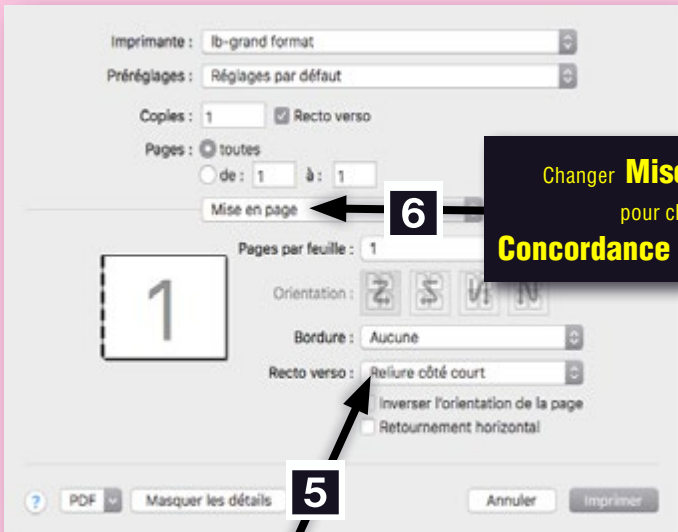 Imprimante : lb-grand format
Préréglages : Réglages par défaut
Copies : 1 Recto verso
Pages : toutes
de : 1 à : 1
Changer Mise
pour
Concordance
Mise en page 6
Pages par feuille : 1
1
Orientation :
Bordure : Aucune
Recto verso : Reliure côté court
Inverser l'orientation de la page
Retournement horizontal
5
? PDF Masquer les détails Annuler Imprimer